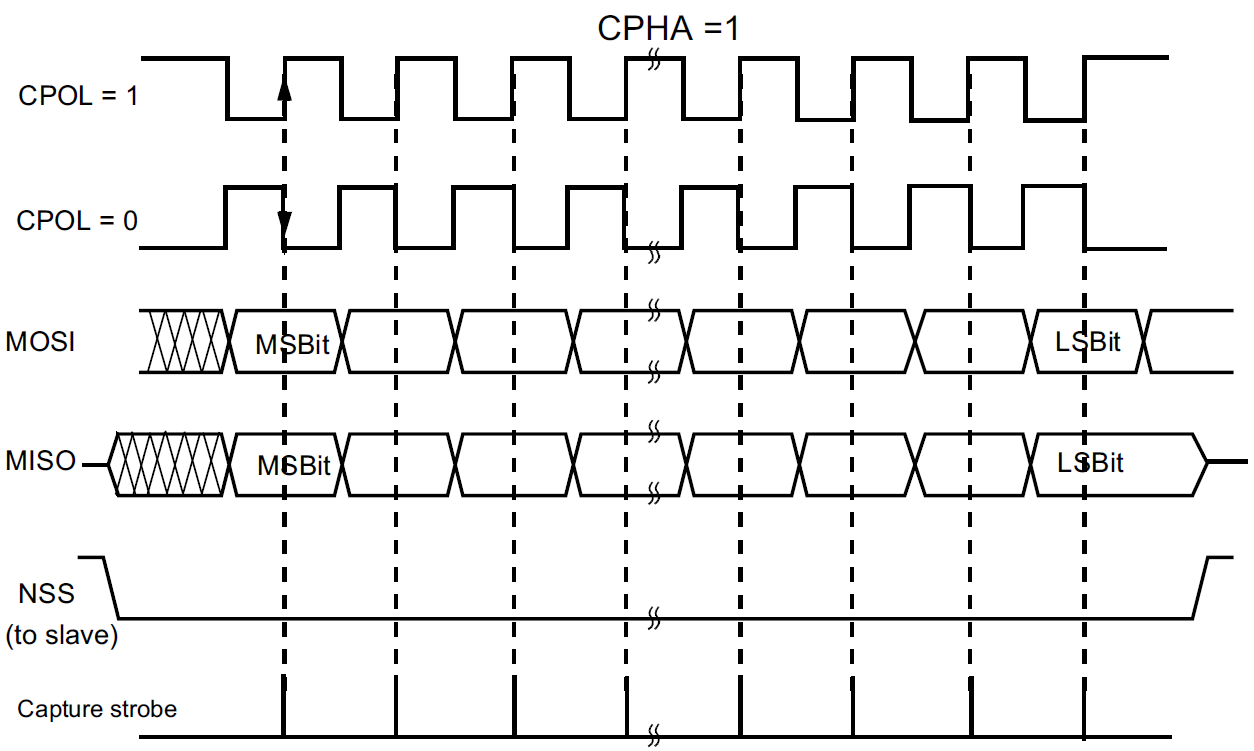 CPHA =1
CPOL = 1
CPOL = 0
MOSI
MSBit
LSBit
MISO
MSBit
LSBit
NSS
(to slave)
Capture strobe